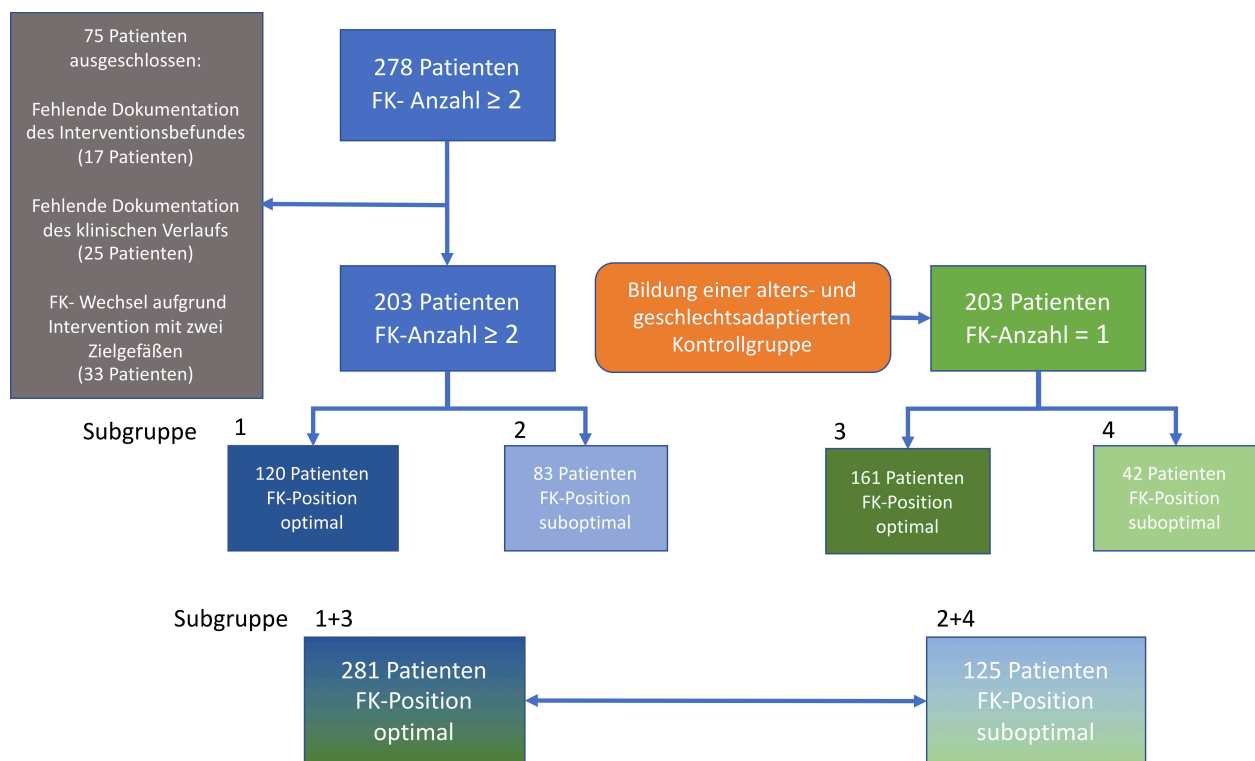 75 Patienten
ausgeschlossen:
Fehlende Dokumentation
des Interventionsbefundes
(17 Patienten)
Fehlende Dokumentation
des klinischen Verlaufs
(25 Patienten)
FK- Wechsel aufgrund
Intervention mit zwei
Zielgefäßen
(33 Patienten)
278 Patienten
FK- Anzahl ≥ 2
203 Patienten
FK-Anzahl ≥ 2
Bildung einer alters- und
geschlechtsadaptierten
Kontrollgruppe
203 Patienten
FK-Anzahl = 1
Subgruppe
1
120 Patienten
FK-Position
optimal
2
83 Patienten
FK-Position
suboptimal
3
161 Patienten
FK-Position
optimal
4
42 Patienten
FK-Position
suboptimal
Subgruppe
1+3
281 Patienten
FK-Position
optimal
2+4
125 Patienten
FK-Position
suboptimal